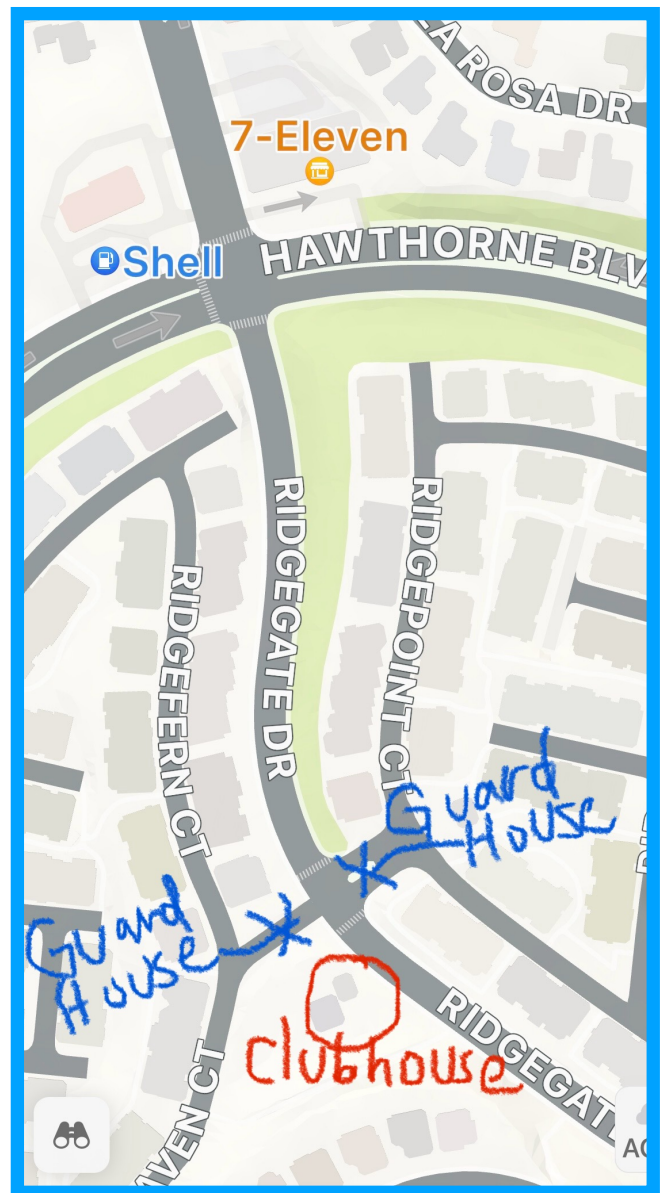 LA ROSA DR
7-Eleven
Shell
HAWTHORNE BLV
RIDGEGATE DR
RIDGEPOINT CT
RIDGEFERN CT
Guard
House
Guard
House
clubhouse
RIDGEGAT
AVEN CT